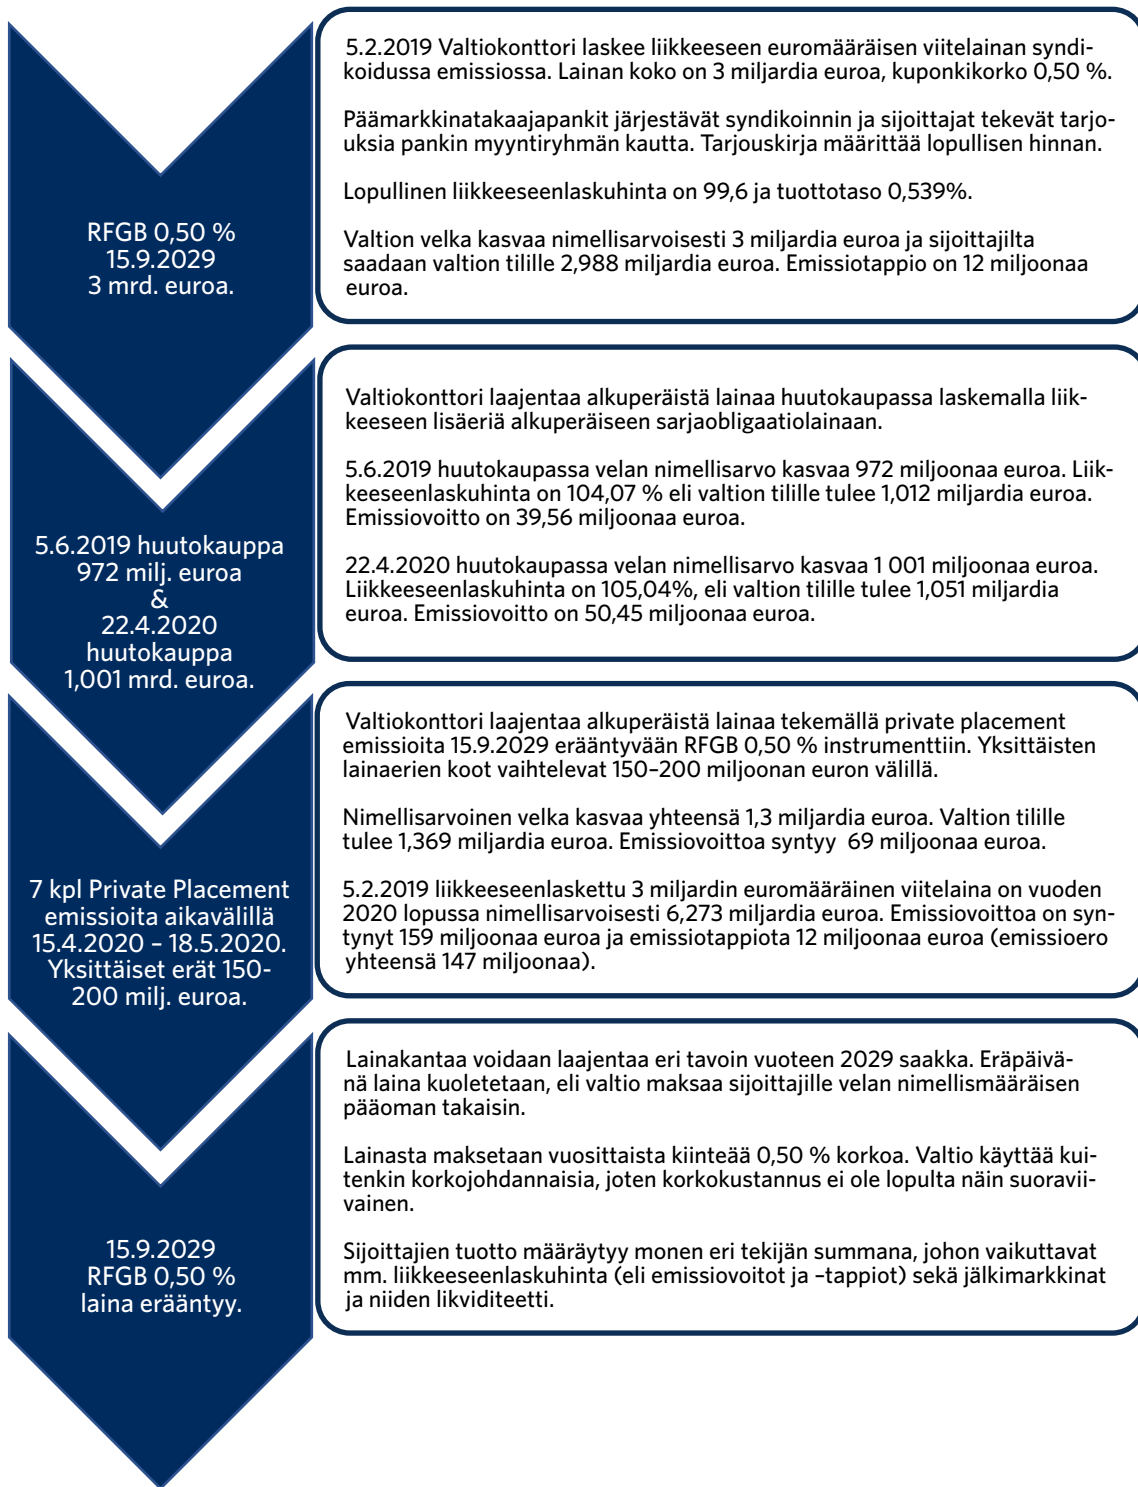 RFGB 0,50 %
15.9.2029
3 mrd. euroa.
5.2.2019 Valtiokonttori laskee liikkeeseen euromääräisen viitelainan syndi-
koidussa emissiossa. Lainan koko on 3 miljardia euroa, kuponkikorko 0,50 %.
Päämarkkinatakaajapankit järjestävät syndikoinnin ja sijoittajat tekevät tarjo-
uksia pankin myyntiryhmän kautta. Tarjouskirja määrittää lopullisen hinnan.
Lopullinen liikkeeseenlaskuhinta on 99,6 ja tuottotaso 0,539%.
Valtion velka kasvaa nimellisarvoisesti 3 miljardia euroa ja sijoittajilta
saadaan valtion tilille 2,988 miljardia euroa. Emissiotappio on 12 miljoonaa
euroa.
5.6.2019 huutokauppa
972 milj. euroa
&
22.4.2020
huutokauppa
1,001 mrd. euroa.
Valtiokonttori laajentaa alkuperäistä lainaa huutokaupassa laskemalla liik-
keeseen lisäeriä alkuperäiseen sarjaobligaatiolainaan.
5.6.2019 huutokaupassa velan nimellisarvo kasvaa 972 miljoonaa euroa. Liik-
keeseenlaskuhinta on 104,07 % eli valtion tilille tulee 1,012 miljardia euroa.
Emissiovoitto on 39,56 miljoonaa euroa.
22.4.2020 huutokaupassa velan nimellisarvo kasvaa 1 001 miljoonaa euroa.
Liikkeeseenlaskuhinta on 105,04%, eli valtion tilille tulee 1,051 miljardia
euroa. Emissiovoitto on 50,45 miljoonaa euroa.
7 kpl Private Placement
emissioita aikavälillä
15.4.2020 – 18.5.2020.
Yksittäiset erät 150-
200 milj. euroa.
Valtiokonttori laajentaa alkuperäistä lainaa tekemällä private placement
emissioita 15.9.2029 erääntyvään RFGB 0,50 % instrumenttiin. Yksittäisten
lainaerien koot vaihtelevat 150–200 miljoonan euron välillä.
Nimellisarvoinen velka kasvaa yhteensä 1,3 miljardia euroa. Valtion tilille
tulee 1,369 miljardia euroa. Emissiovoittoa syntyy 69 miljoonaa euroa.
5.2.2019 liikkeeseenlaskettu 3 miljardin euromääräinen viitelaina on vuoden
2020 lopussa nimellisarvoisesti 6,273 miljardia euroa. Emissiovoittoa on syn-
tynyt 159 miljoonaa euroa ja emissiotappiota 12 miljoonaa euroa (emissioero
yhteensä 147 miljoonaa).
15.9.2029
RFGB 0,50 %
laina erääntyy.
Lainakantaa voidaan laajentaa eri tavoin vuoteen 2029 saakka. Eräpäivä-
nä laina kuoletetaan, eli valtio maksaa sijoittajille velan nimellismääräisen
pääoman takaisin.
Lainasta maksetaan vuosittaista kiinteää 0,50 % korkoa. Valtio käyttää kui-
tenkin korkojohdannaisia, joten korkokustannus ei ole lopulta näin suoravii-
vainen.
Sijoittajien tuotto määräytyy monen eri tekijän summana, johon vaikuttavat
mm. liikkeeseenlaskuhinta (eli emissiovoitot ja –tappiot) sekä jälkimarkkinat
ja niiden likviditeetti.